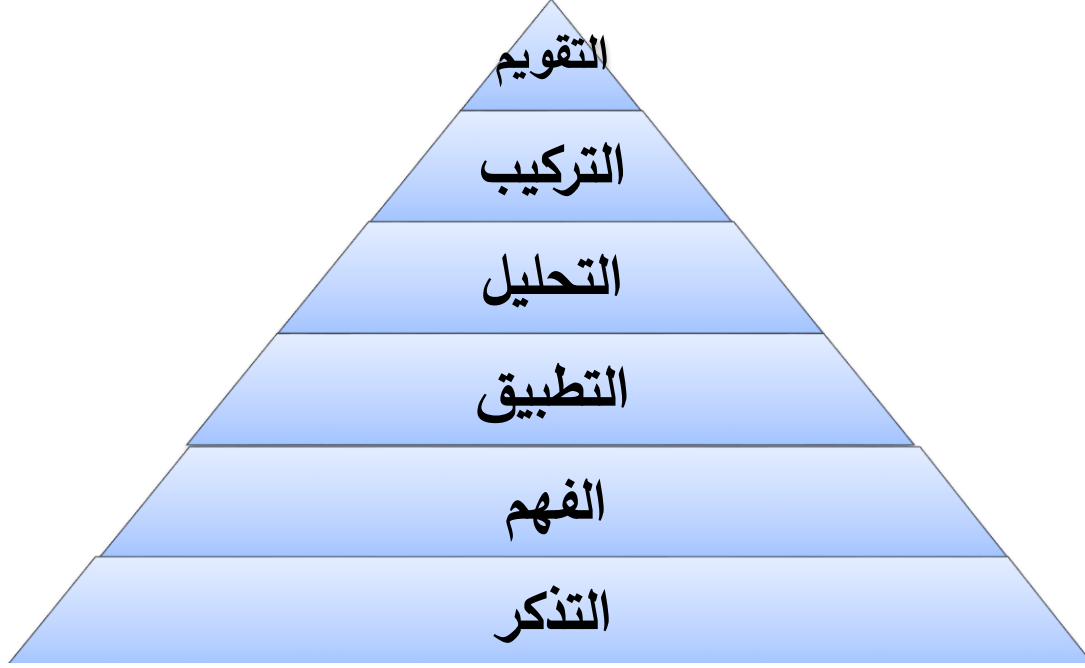 التقويم
التركيب
التحليل
التطبيق
الفهم
التذكر